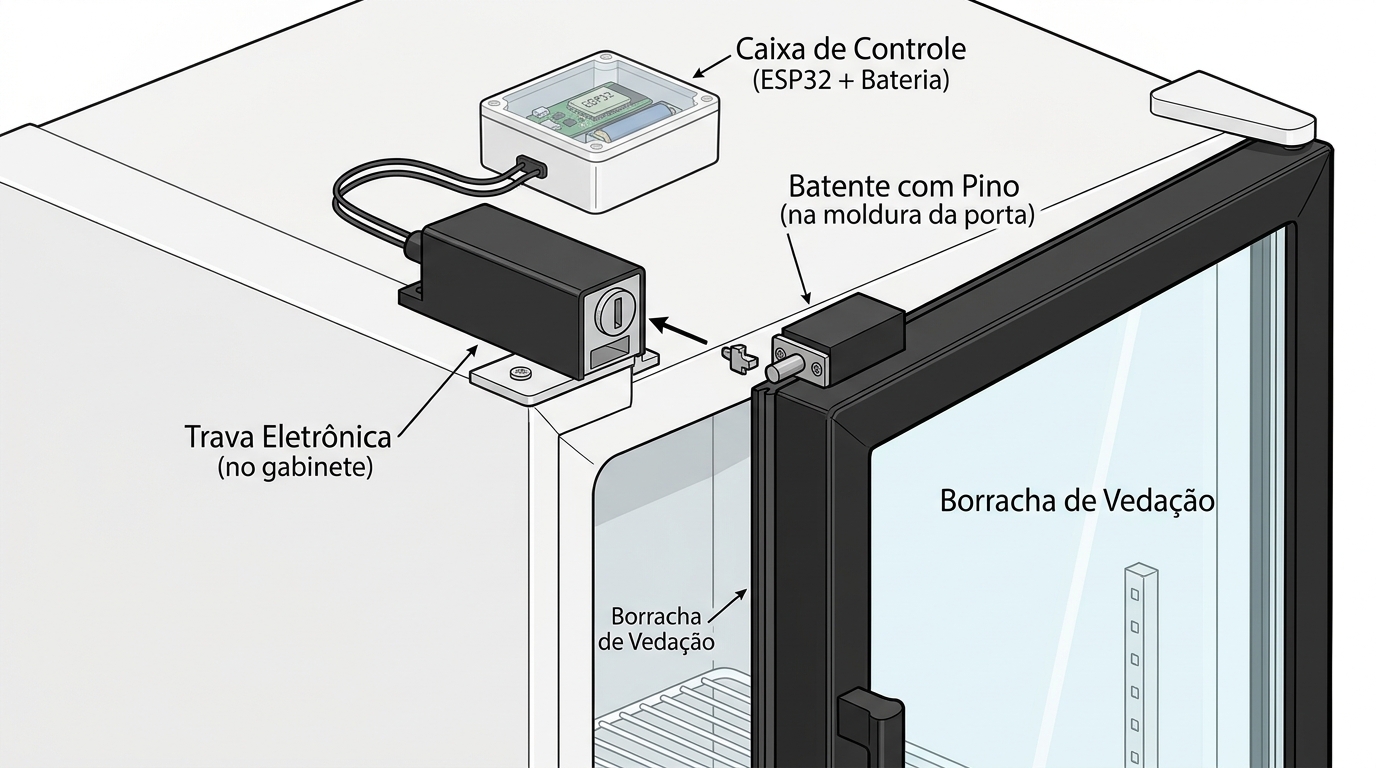 Caixa de Controle
(ESP32 + Bateria)
ESP32
Batente com Pino
(na moldura da porta)
Trava Eletrônica
(no gabinete)
Borracha de Vedação
Borracha
de Vedação